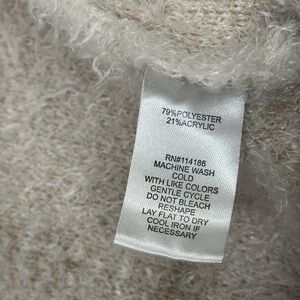 79%POLYESTER
21%ACRYLIC
RN#114186
MACHINE WASH
COLD
WITH LIKE COLORS
GENTLE CYCLE
DO NOT BLEACH
RESHAPE
LAY FLAT TO DRY
COOL IRON IF
NECESSARY